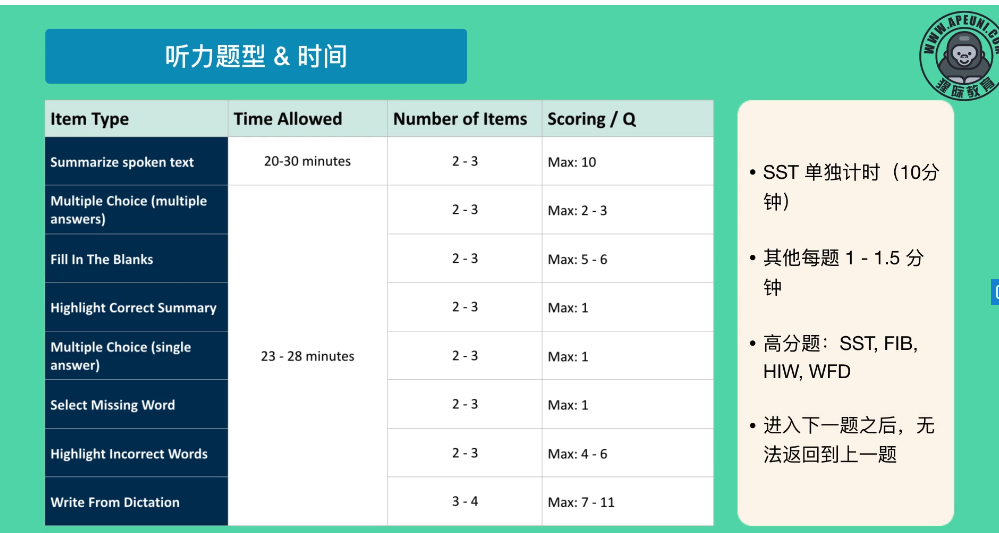 听力题型 & 时间
WWW.APEUNI.COM
猩际教育
Item Type Time Allowed Number of Items Scoring / Q
Summarize spoken text 20-30 minutes 2 - 3 Max: 10
Multiple Choice (multiple
answers) 2 - 3 Max: 2 - 3
Fill In The Blanks 2 - 3 Max: 5 - 6
Highlight Correct Summary 2 - 3 Max: 1
Multiple Choice (single
answer) 23 - 28 minutes 2 - 3 Max: 1
Select Missing Word 2 - 3 Max: 1
Highlight Incorrect Words 2 - 3 Max: 4 - 6
Write From Dictation 3 - 4 Max: 7 - 11
• SST 单独计时（10分
钟）
• 其他每题 1 - 1.5 分
钟
• 高分题：SST, FIB,
HIW, WFD
• 进入下一题之后，无
法返回到上一题